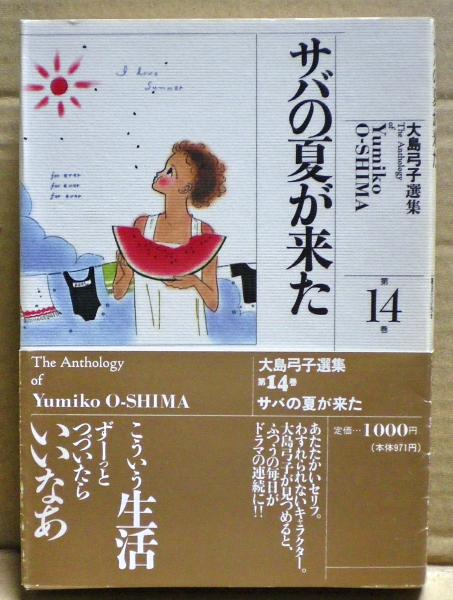 サバの夏が来た
大島弓子選集
The Anthology
of
Yumiko
O-SHIMA
第
14
巻
I love
Summer
for ever
for ever
for ever
The Anthology
of
Yumiko O-SHIMA
大島弓子選集
第14巻
サバの夏が来た
定価…1000円
（本体971円）
あたたかいセリフ。
わすれられないキャラクター。
大島弓子が見つめると、
ふつうの毎日が
ドラマの連続に!!
こういう生活
ずーっと
つづいたら
いいなあ